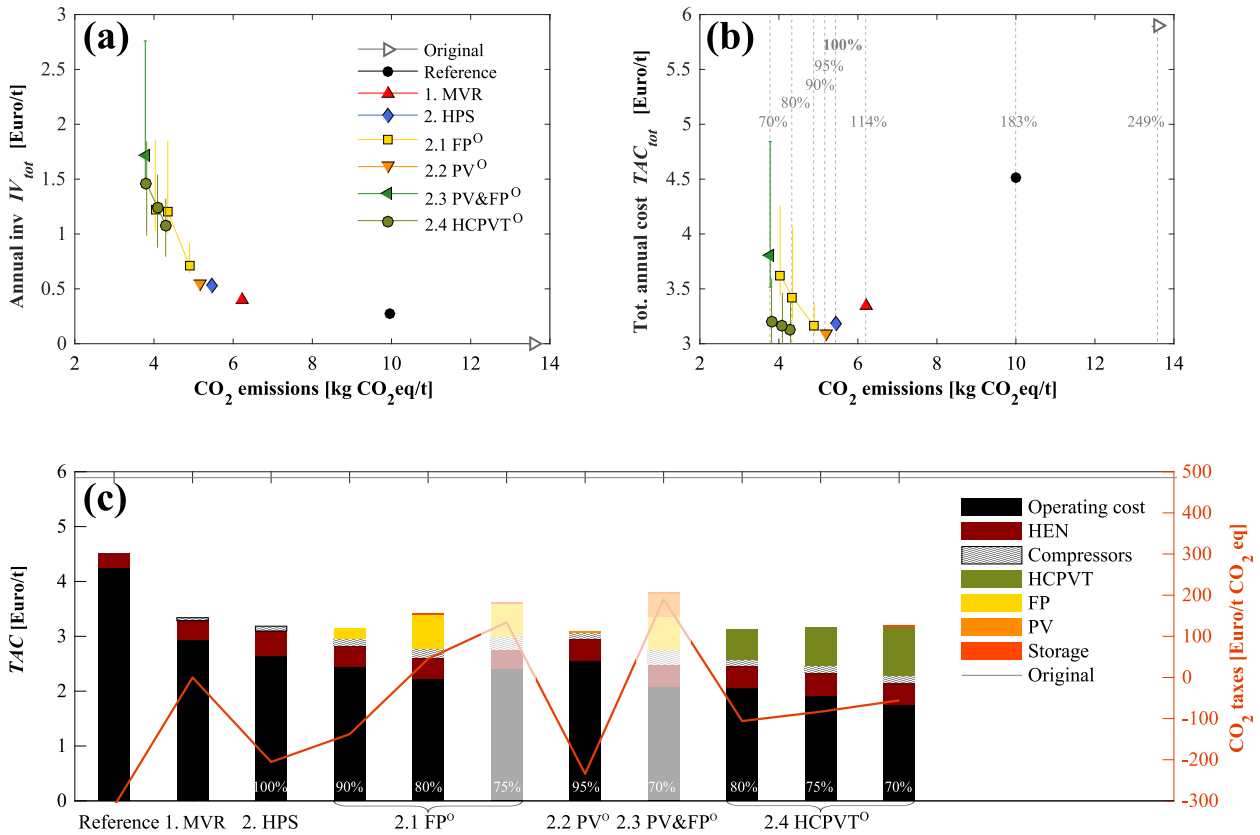 (a)
Annual inv IV_tot [Euro/t]
3
2.5
2
1.5
1
0.5
0
2
4
6
8
10
12
14
CO2 emissions [kg CO2eq/t]
Original
Reference
1. MVR
2. HPS
2.1 FP^O
2.2 PV^O
2.3 PV&FP^O
2.4 HCPVT^O
(b)
Tot. annual cost TAC_tot [Euro/t]
6
5.5
5
4.5
4
3.5
3
2
4
6
8
10
12
14
CO2 emissions [kg CO2eq/t]
100%
95%
90%
80%
70%
114%
183%
249%
(c)
TAC [Euro/t]
6
5
4
3
2
1
0
500
400
300
200
100
0
-100
-200
-300
CO2 taxes [Euro/t CO2 eq]
Operating cost
HEN
Compressors
HCPVT
FP
PV
Storage
Original
100%
90%
80%
75%
95%
70%
80%
75%
70%
Reference
1. MVR
2. HPS
2.1 FP^O
2.2 PV^O
2.3 PV&FP^O
2.4 HCPVT^O